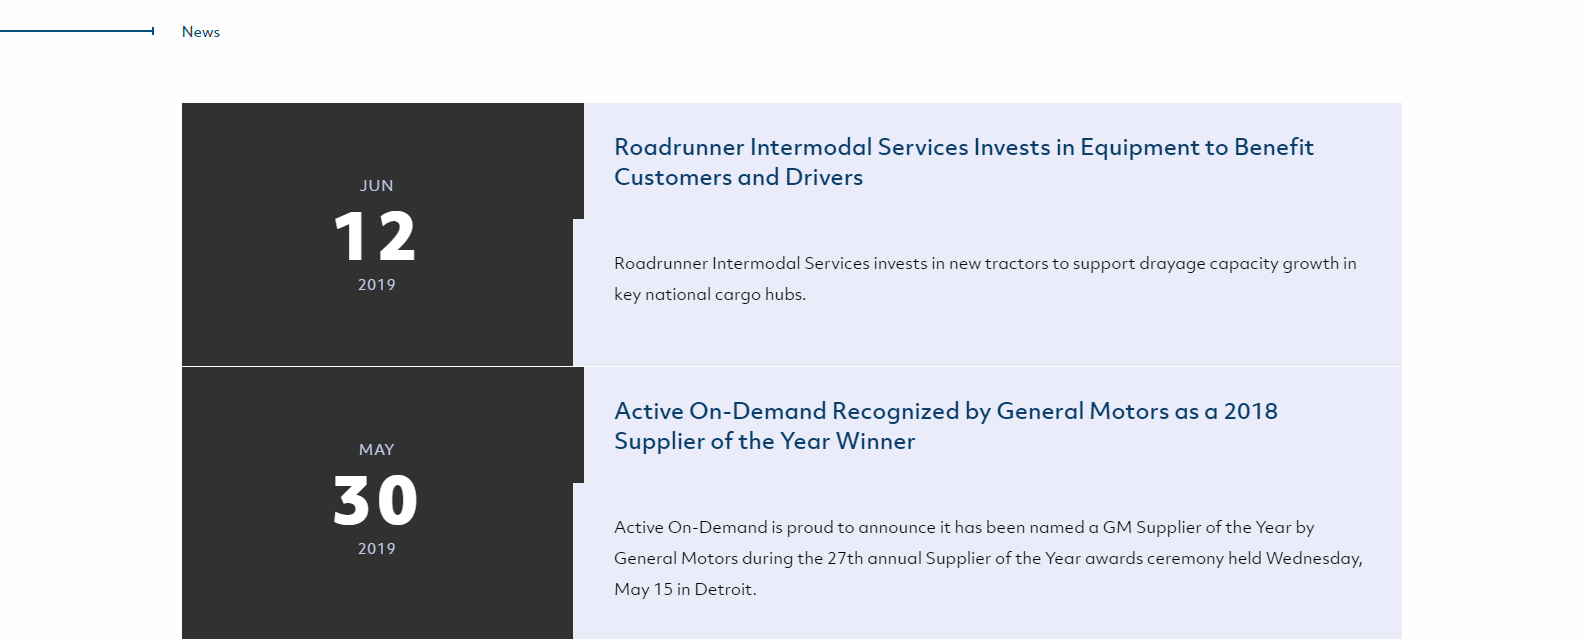 News
JUN
12
2019
Roadrunner Intermodal Services Invests in Equipment to Benefit
Customers and Drivers
Roadrunner Intermodal Services invests in new tractors to support drayage capacity growth in
key national cargo hubs.
MAY
30
2019
Active On-Demand Recognized by General Motors as a 2018
Supplier of the Year Winner
Active On-Demand is proud to announce it has been named a GM Supplier of the Year by
General Motors during the 27th annual Supplier of the Year awards ceremony held Wednesday,
May 15 in Detroit.